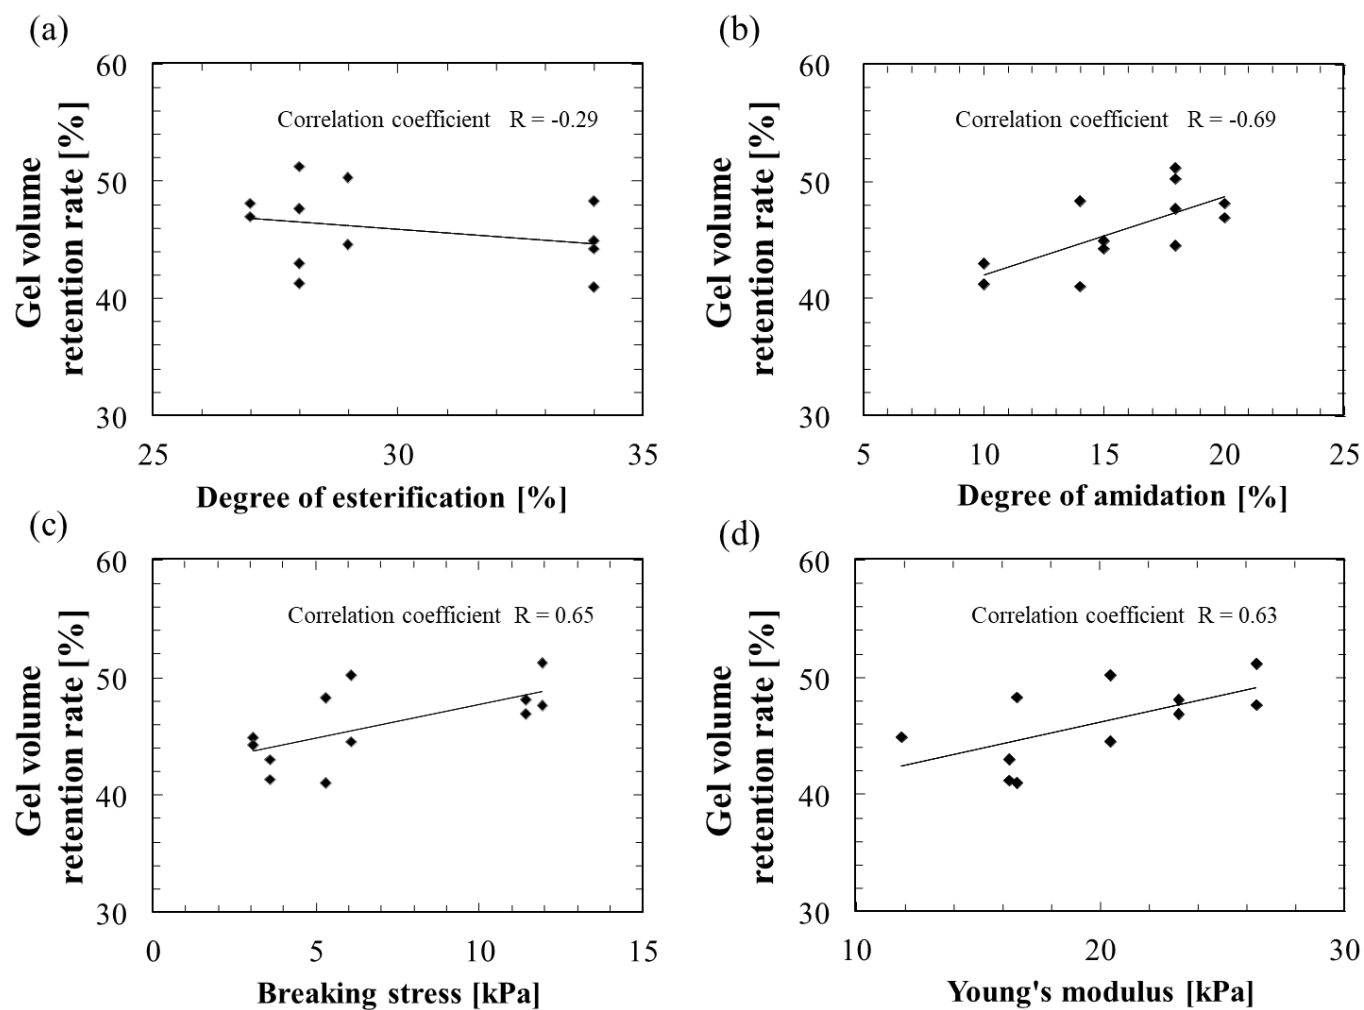 (a)
60
50
40
30
Gel volume
retention rate [%]
Correlation coefficient R = -0.29
25 30 35
Degree of esterification [%]
(b)
60
50
40
30
Gel volume
retention rate [%]
Correlation coefficient R = -0.69
5 10 15 20 25
Degree of amidation [%]
(c)
60
50
40
30
Gel volume
retention rate [%]
Correlation coefficient R = 0.65
0 5 10 15
Breaking stress [kPa]
(d)
60
50
40
30
Gel volume
retention rate [%]
Correlation coefficient R = 0.63
10 20 30
Young's modulus [kPa]